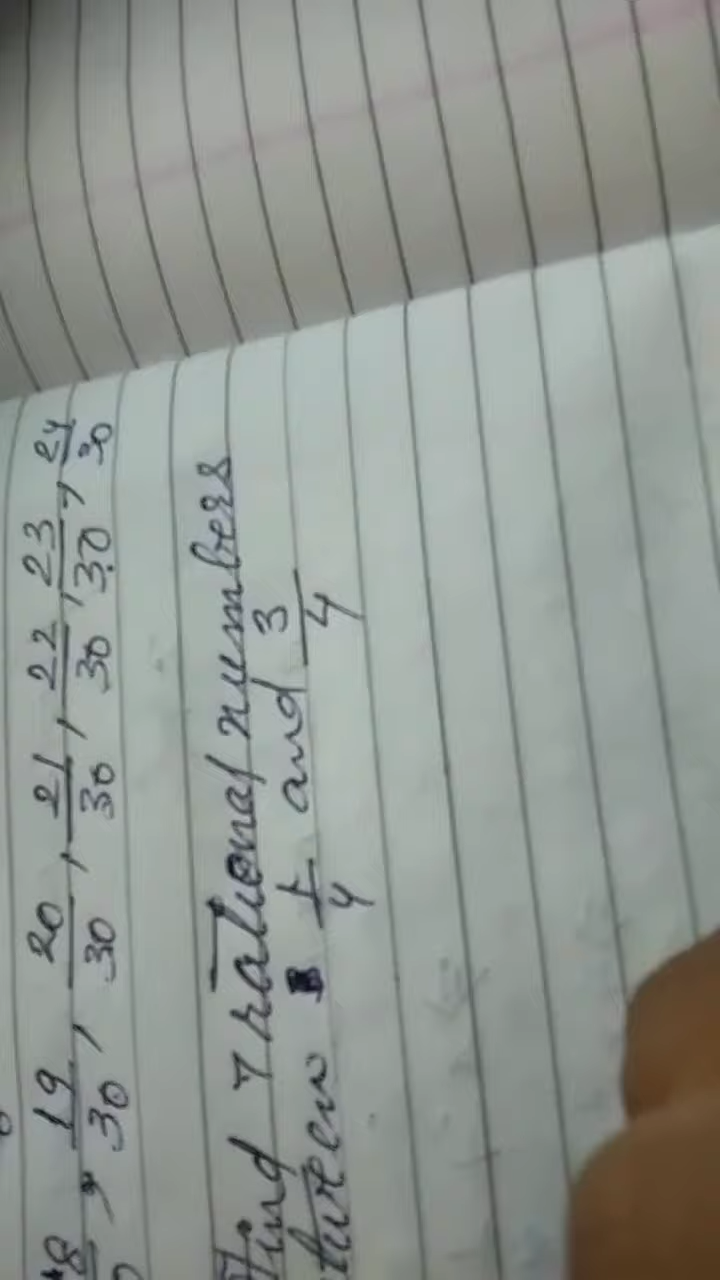 , 19/30, 20/30, 21/30, 22/30, 23/30, 24/30
Find 7 rational numbers
tween 1/4 and 3/4